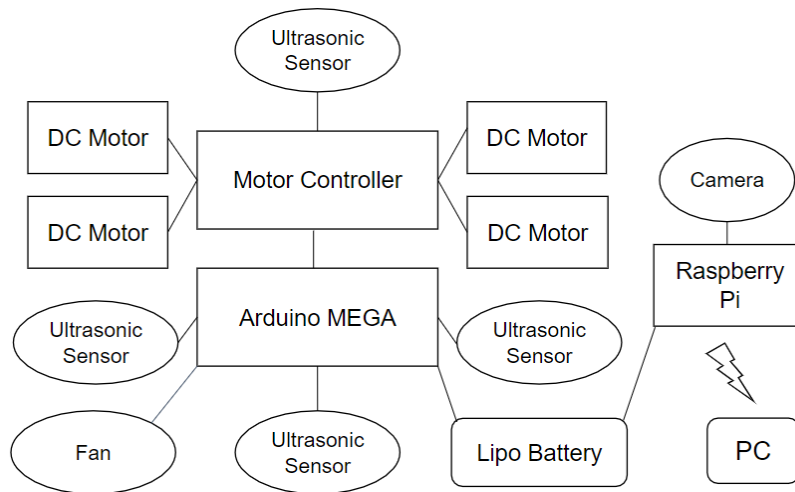 Ultrasonic
Sensor
DC Motor
DC Motor
Motor Controller
DC Motor
DC Motor
Camera
Raspberry
Pi
Ultrasonic
Sensor
Arduino MEGA
Ultrasonic
Sensor
Fan
Ultrasonic
Sensor
Lipo Battery
PC